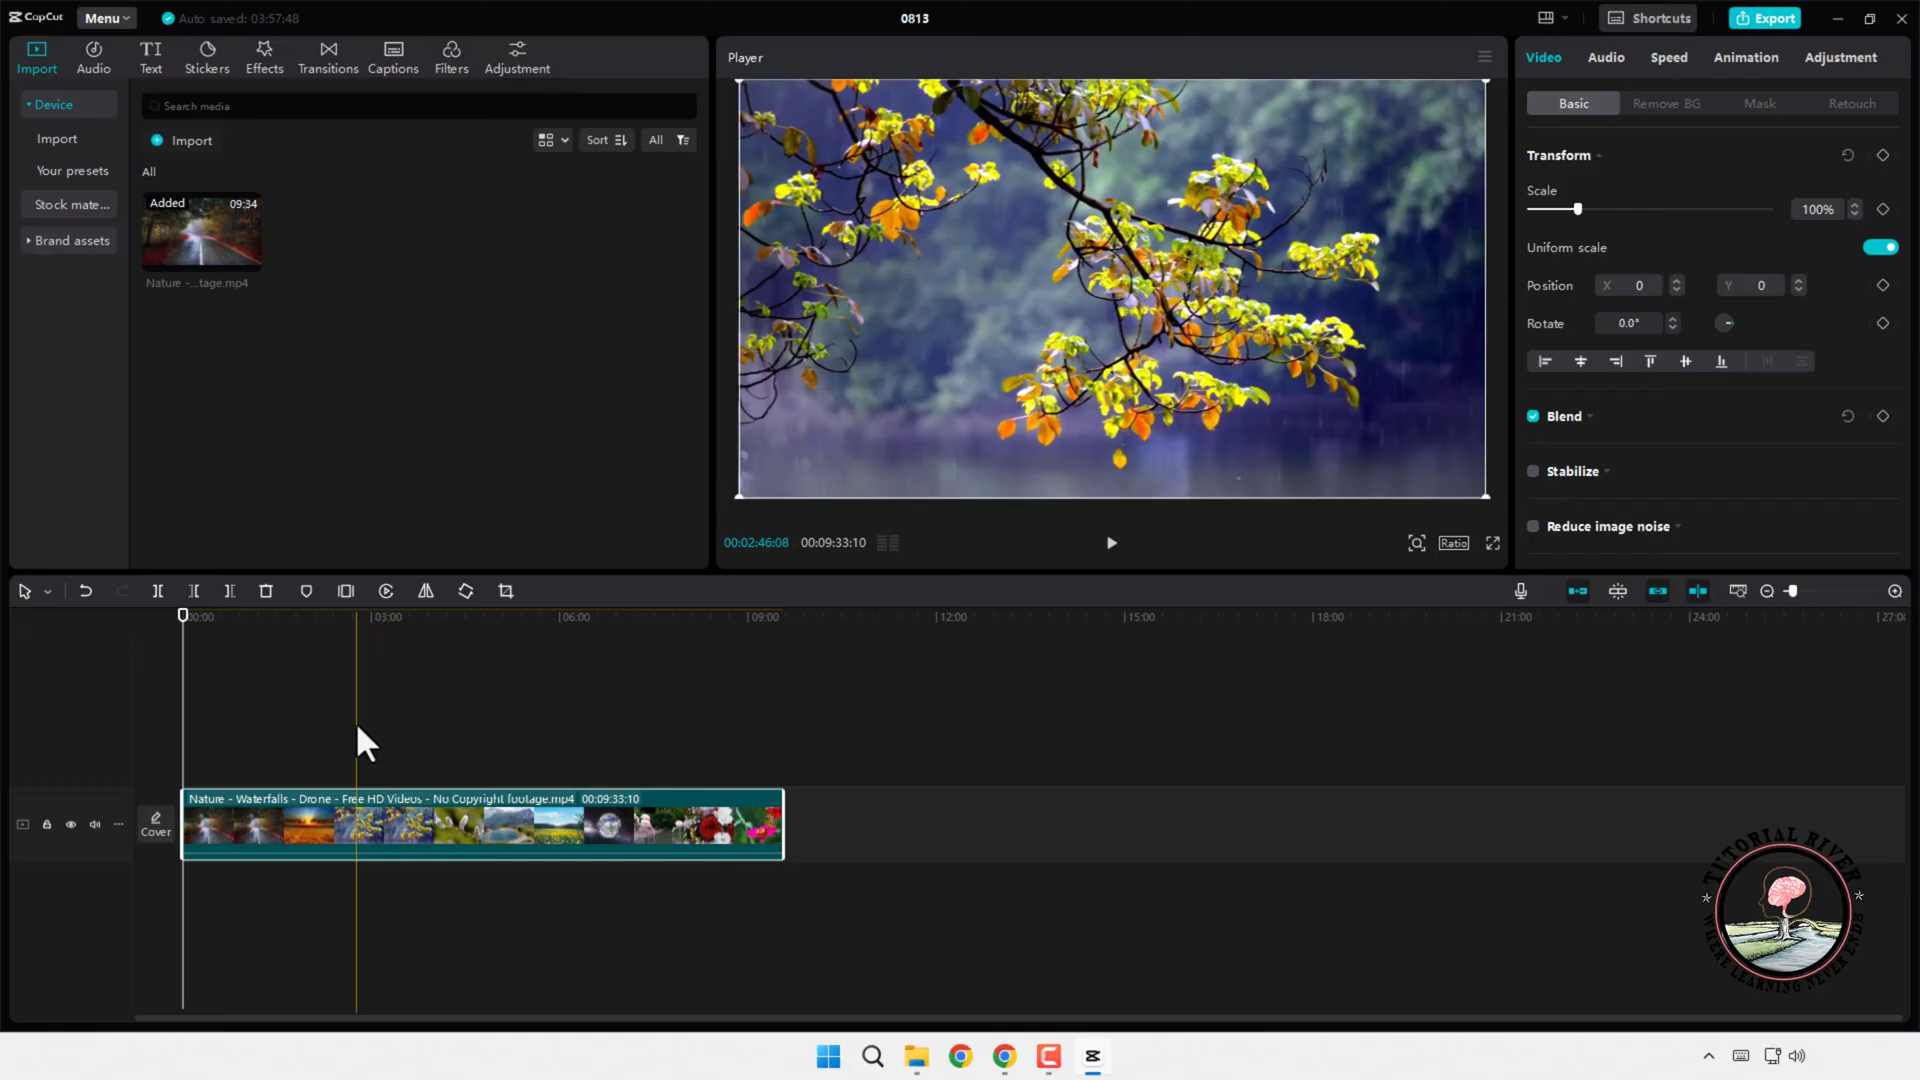 CapCut
Menu
Auto saved: 03:57:48
0813
Shortcuts
Export
Import
Audio
Text
Stickers
Effects
Transitions
Captions
Filters
Adjustment
Device
Import
Your presets
Stock mate...
Brand assets
Search media
Import
Sort
All
All
Added
09:34
Nature -...tage.mp4
Player
00:02:46:08
00:09:33:10
Ratio
Video
Audio
Speed
Animation
Adjustment
Basic
Remove BG
Mask
Retouch
Transform
Scale
100%
Uniform scale
Position
X 0
Y 0
Rotate
0.0°
Blend
Stabilize
Reduce image noise
00:00
03:00
06:00
09:00
12:00
15:00
18:00
21:00
24:00
Cover
Nature - Waterfalls - Drone - Free HD Videos - No Copyright footage.mp4 00:09:33:10
TUTORIAL RIVER
WHERE LEARNING NEVER ENDS